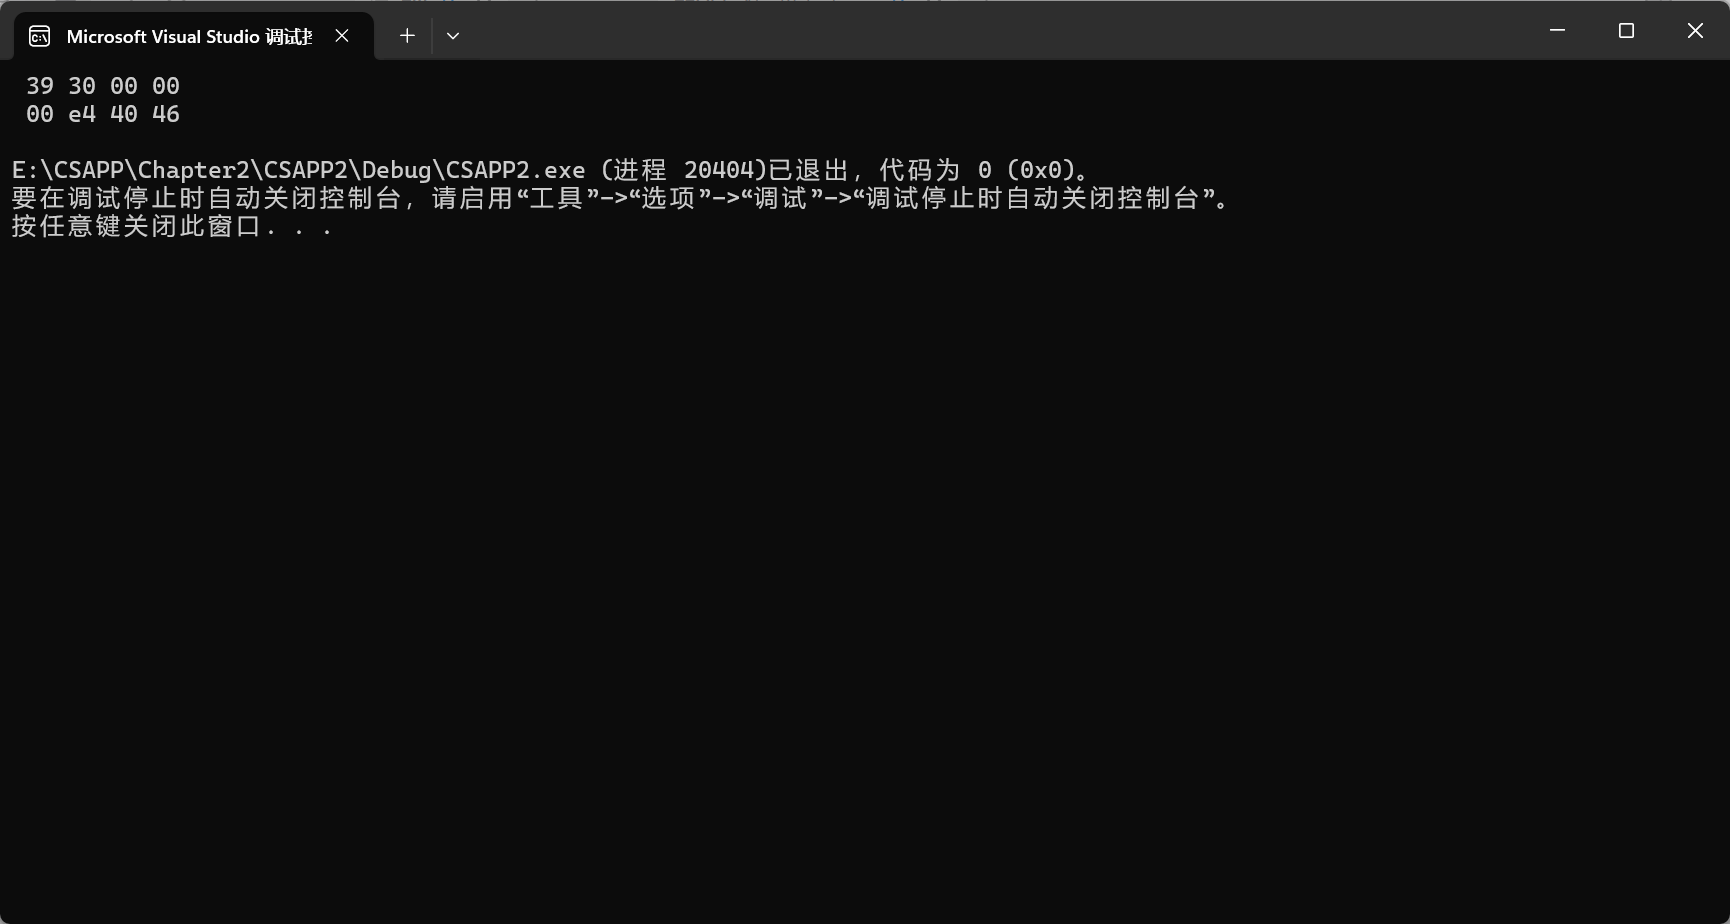 Microsoft Visual Studio 调试
39 30 00 00
00 e4 40 46
E:\CSAPP\Chapter2\CSAPP2\Debug\CSAPP2.exe (进程 20404)已退出，代码为 0 (0x0)。
要在调试停止时自动关闭控制台，请启用“工具”->“选项”->“调试”->“调试停止时自动关闭控制台”。
按任意键关闭此窗口. . .